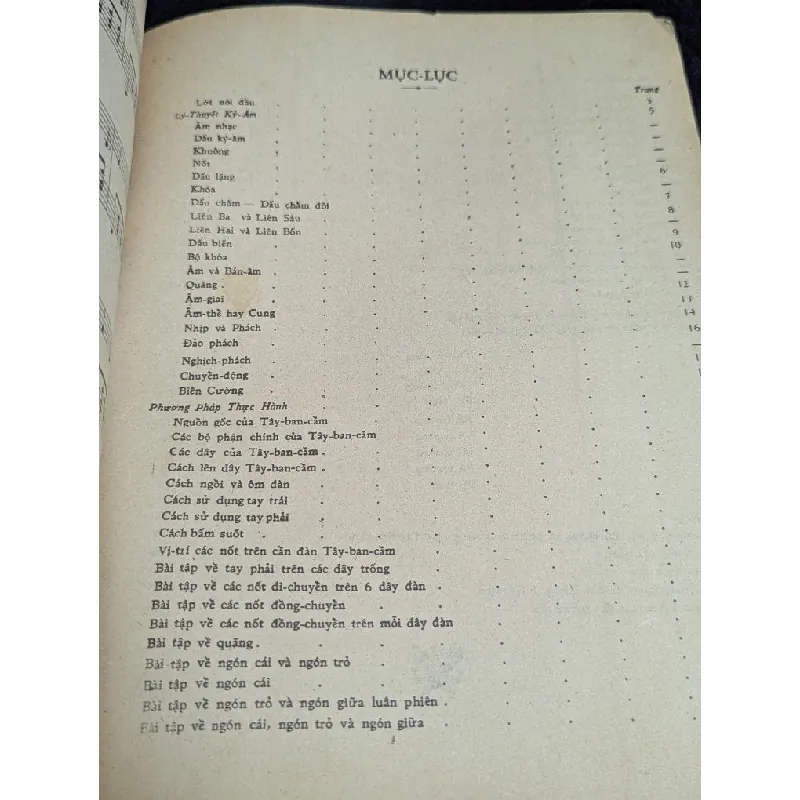 MỤC-LỤC
Trang
Lời nói đầu
Lý-Thuyết Ký-Âm 5
Âm nhạc —
Dấu ký-âm —
Khuông —
Nốt
Dấu lặng 6
Khóa —
Dấu chấm — Dấu chấm đôi 7
Liên Ba và Liên Sáu 8
Liên Hai và Liên Bốn 9
Dấu biến 10
Bộ khóa —
Âm và Bán-âm —
Quãng 12
Âm-giai
Âm-thể hay Cung
Nhịp và Phách 16
Đảo phách —
Nghịch-phách
Chuyển-động
Biến Cường
Phương Pháp Thực Hành
Nguồn gốc của Tây-ban-cầm
Các bộ phận chính của Tây-ban-cầm
Các dây của Tây-ban-cầm
Cách lên dây Tây-ban-cầm
Cách ngồi và ôm đàn
Cách sử dụng tay trái
Cách sử dụng tay phải
Cách bấm suốt
Vị-trí các nốt trên cần đàn Tây-ban-cầm
Bài tập về tay phải trên các dây trống
Bài tập về các nốt di-chuyển trên 6 dây đàn
Bài tập về các nốt đồng-chuyển
Bài tập về các nốt đồng-chuyển trên mỗi dây đàn
Bài tập về quãng
Bài tập về ngón cái và ngón trỏ
Bài tập về ngón cái
Bài tập về ngón trỏ và ngón giữa luân phiên
Bài tập về ngón cái, ngón trỏ và ngón giữa